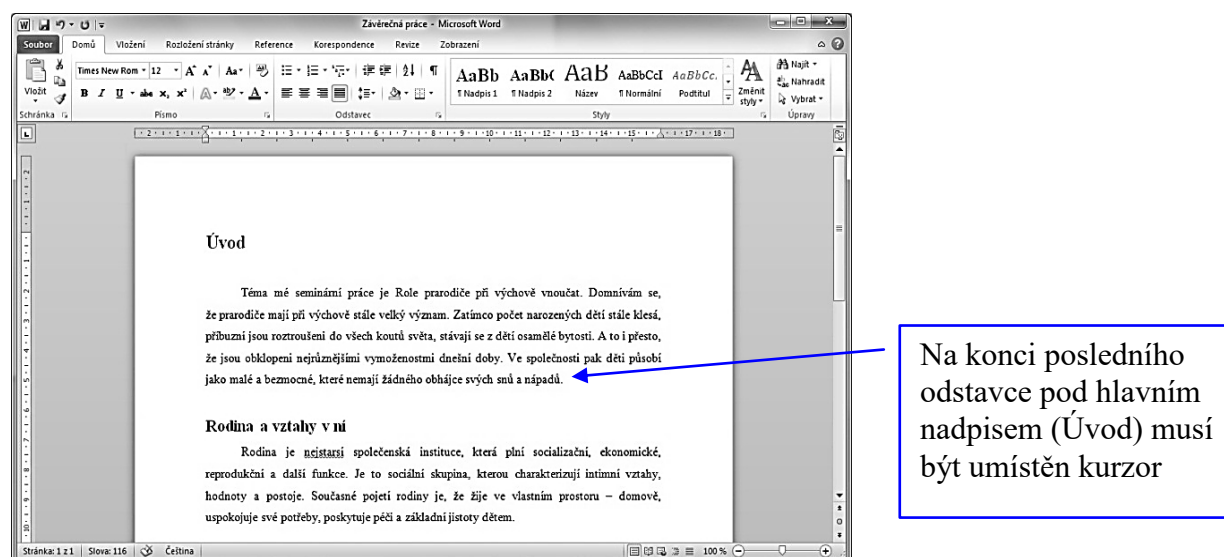 Závěrečná práce - Microsoft Word
Soubor Domů Vložení Rozložení stránky Reference Korespondence Revize Zobrazení
Vložit
Times New Rom 12
Schránka Písmo Odstavec Styly Úpravy
AaBb AaBb( AaB AaBbCcI AaBbCc.
¶ Nadpis 1 ¶ Nadpis 2 Název ¶ Normální Podtitul
Změnit styly
Najít
Nahradit
Vybrat
Úvod
Téma mé seminární práce je Role prarodiče při výchově vnoučat. Domnívám se,
že prarodiče mají při výchově stále velký význam. Zatímco počet narozených dětí stále klesá,
příbuzní jsou roztroušeni do všech koutů světa, stávají se z dětí osamělé bytosti. A to i přesto,
že jsou obklopeni nejrůznějšími vymoženostmi dnešní doby. Ve společnosti pak děti působí
jako malé a bezmocné, které nemají žádného obhájce svých snů a nápadů.
Rodina a vztahy v ní
Rodina je nejstarsí společenská instituce, která plní socializační, ekonomické,
reprodukční a další funkce. Je to sociální skupina, kterou charakterizují intimní vztahy,
hodnoty a postoje. Současné pojetí rodiny je, že žije ve vlastním prostoru – domově,
uspokojuje své potřeby, poskytuje péči a základní jistoty dětem.
Stránka: 1 z 1 Slova: 116 Čeština 100 %
Na konci posledního
odstavce pod hlavním
nadpisem (Úvod) musí
být umístěn kurzor